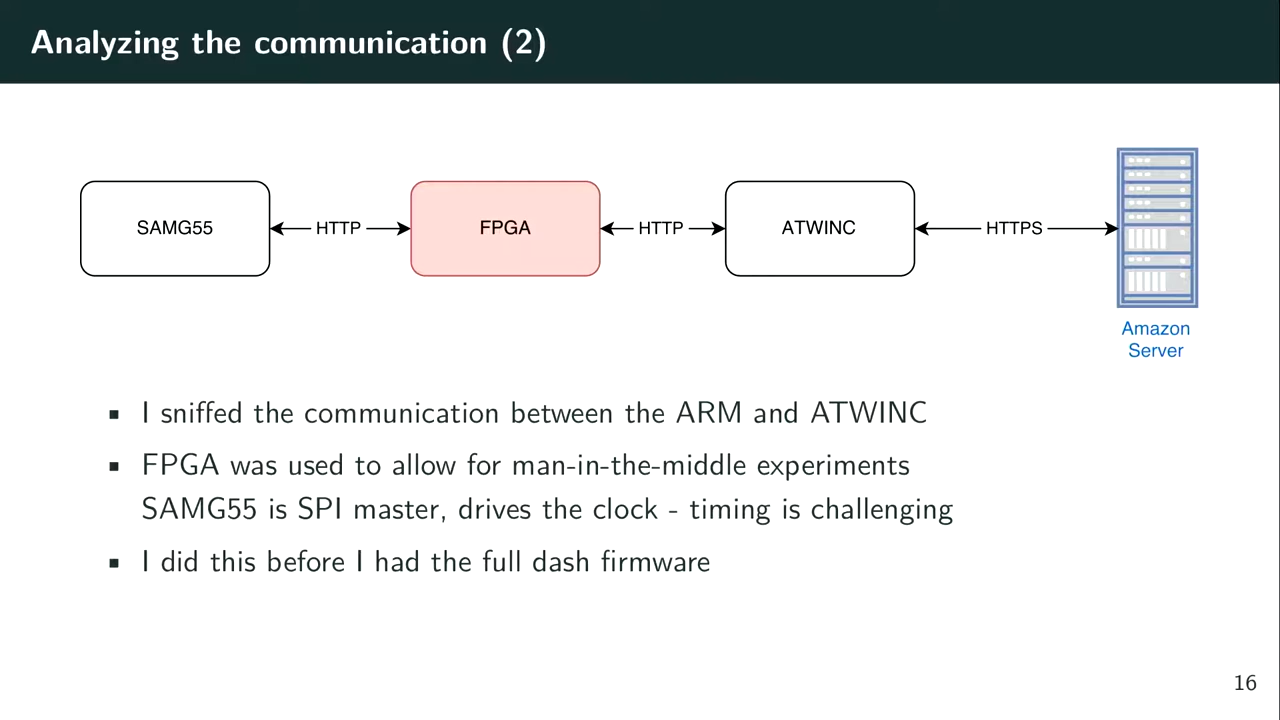 Analyzing the communication (2)
SAMG55
HTTP
FPGA
HTTP
ATWINC
HTTPS
Amazon
Server
▪ I sniffed the communication between the ARM and ATWINC
▪ FPGA was used to allow for man-in-the-middle experiments
SAMG55 is SPI master, drives the clock - timing is challenging
▪ I did this before I had the full dash firmware
16